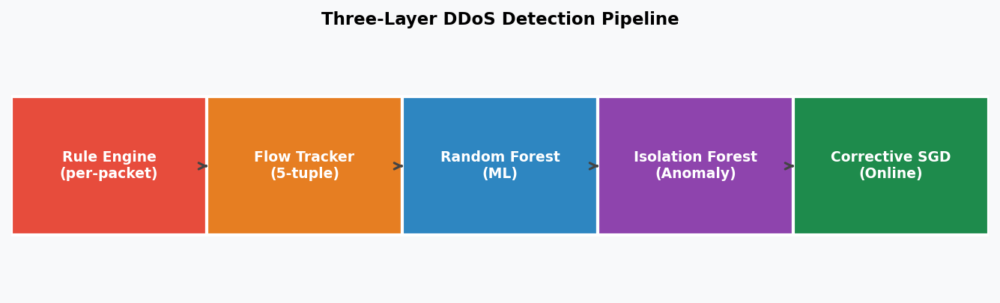 Three-Layer DDoS Detection Pipeline
Rule Engine
(per-packet)
Flow Tracker
(5-tuple)
Random Forest
(ML)
Isolation Forest
(Anomaly)
Corrective SGD
(Online)